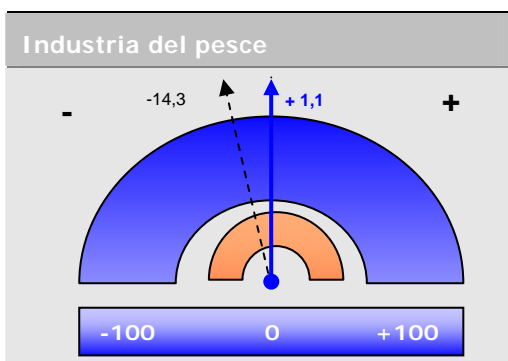 Industria del pesce
-14,3 + 1,1
- +
-100 0 +100